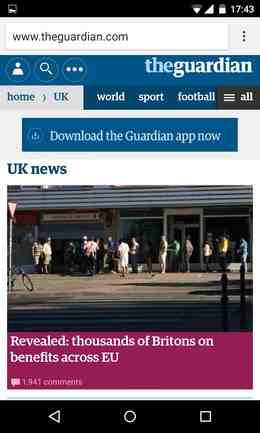 17:43
www.theguardian.com
theguardian
home › UK world sport football all
Download the Guardian app now
UK news
Revealed: thousands of Britons on
benefits across EU
1,941 comments